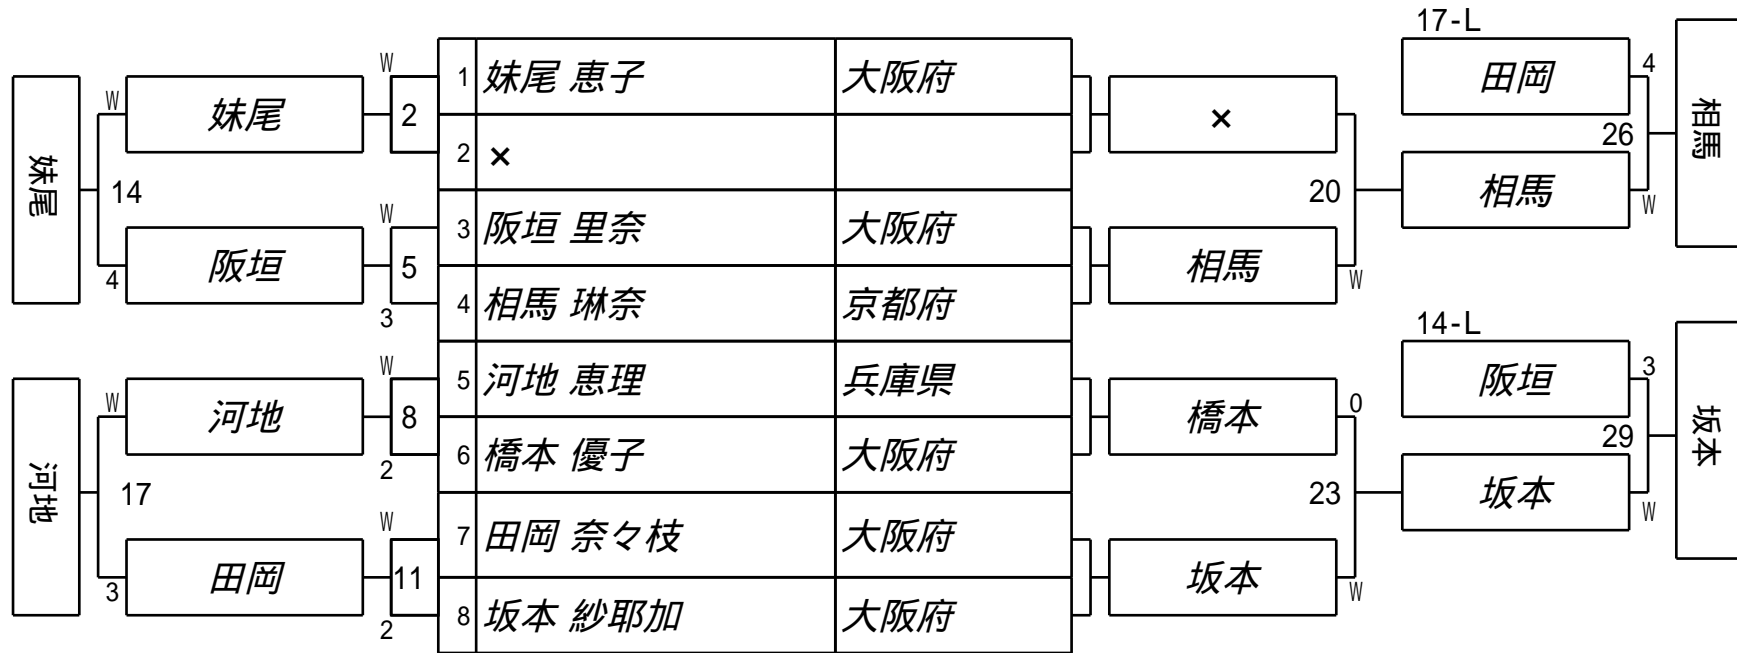 17-L
W
1 妹尾 恵子 大阪府
田岡 4
W 妹尾 2
×
相馬
2 ×
26
妹尾
14
20
相馬 W
W
3 阪垣 里奈 大阪府
4 阪垣 5
相馬 W
3
4 相馬 琳奈 京都府
14-L
W
5 河地 恵理 兵庫県
阪垣 3
W 河地 8
橋本 0
坂本
2
6 橋本 優子 大阪府
29
河地
17
23
坂本 W
W
7 田岡 奈々枝 大阪府
3 田岡 11
坂本 W
2
8 坂本 紗耶加 大阪府